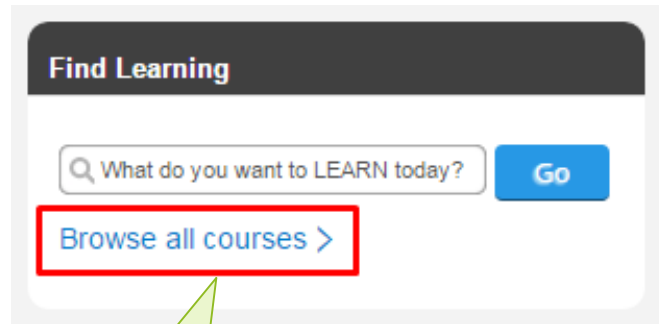 Find Learning
What do you want to LEARN today? Go
Browse all courses >